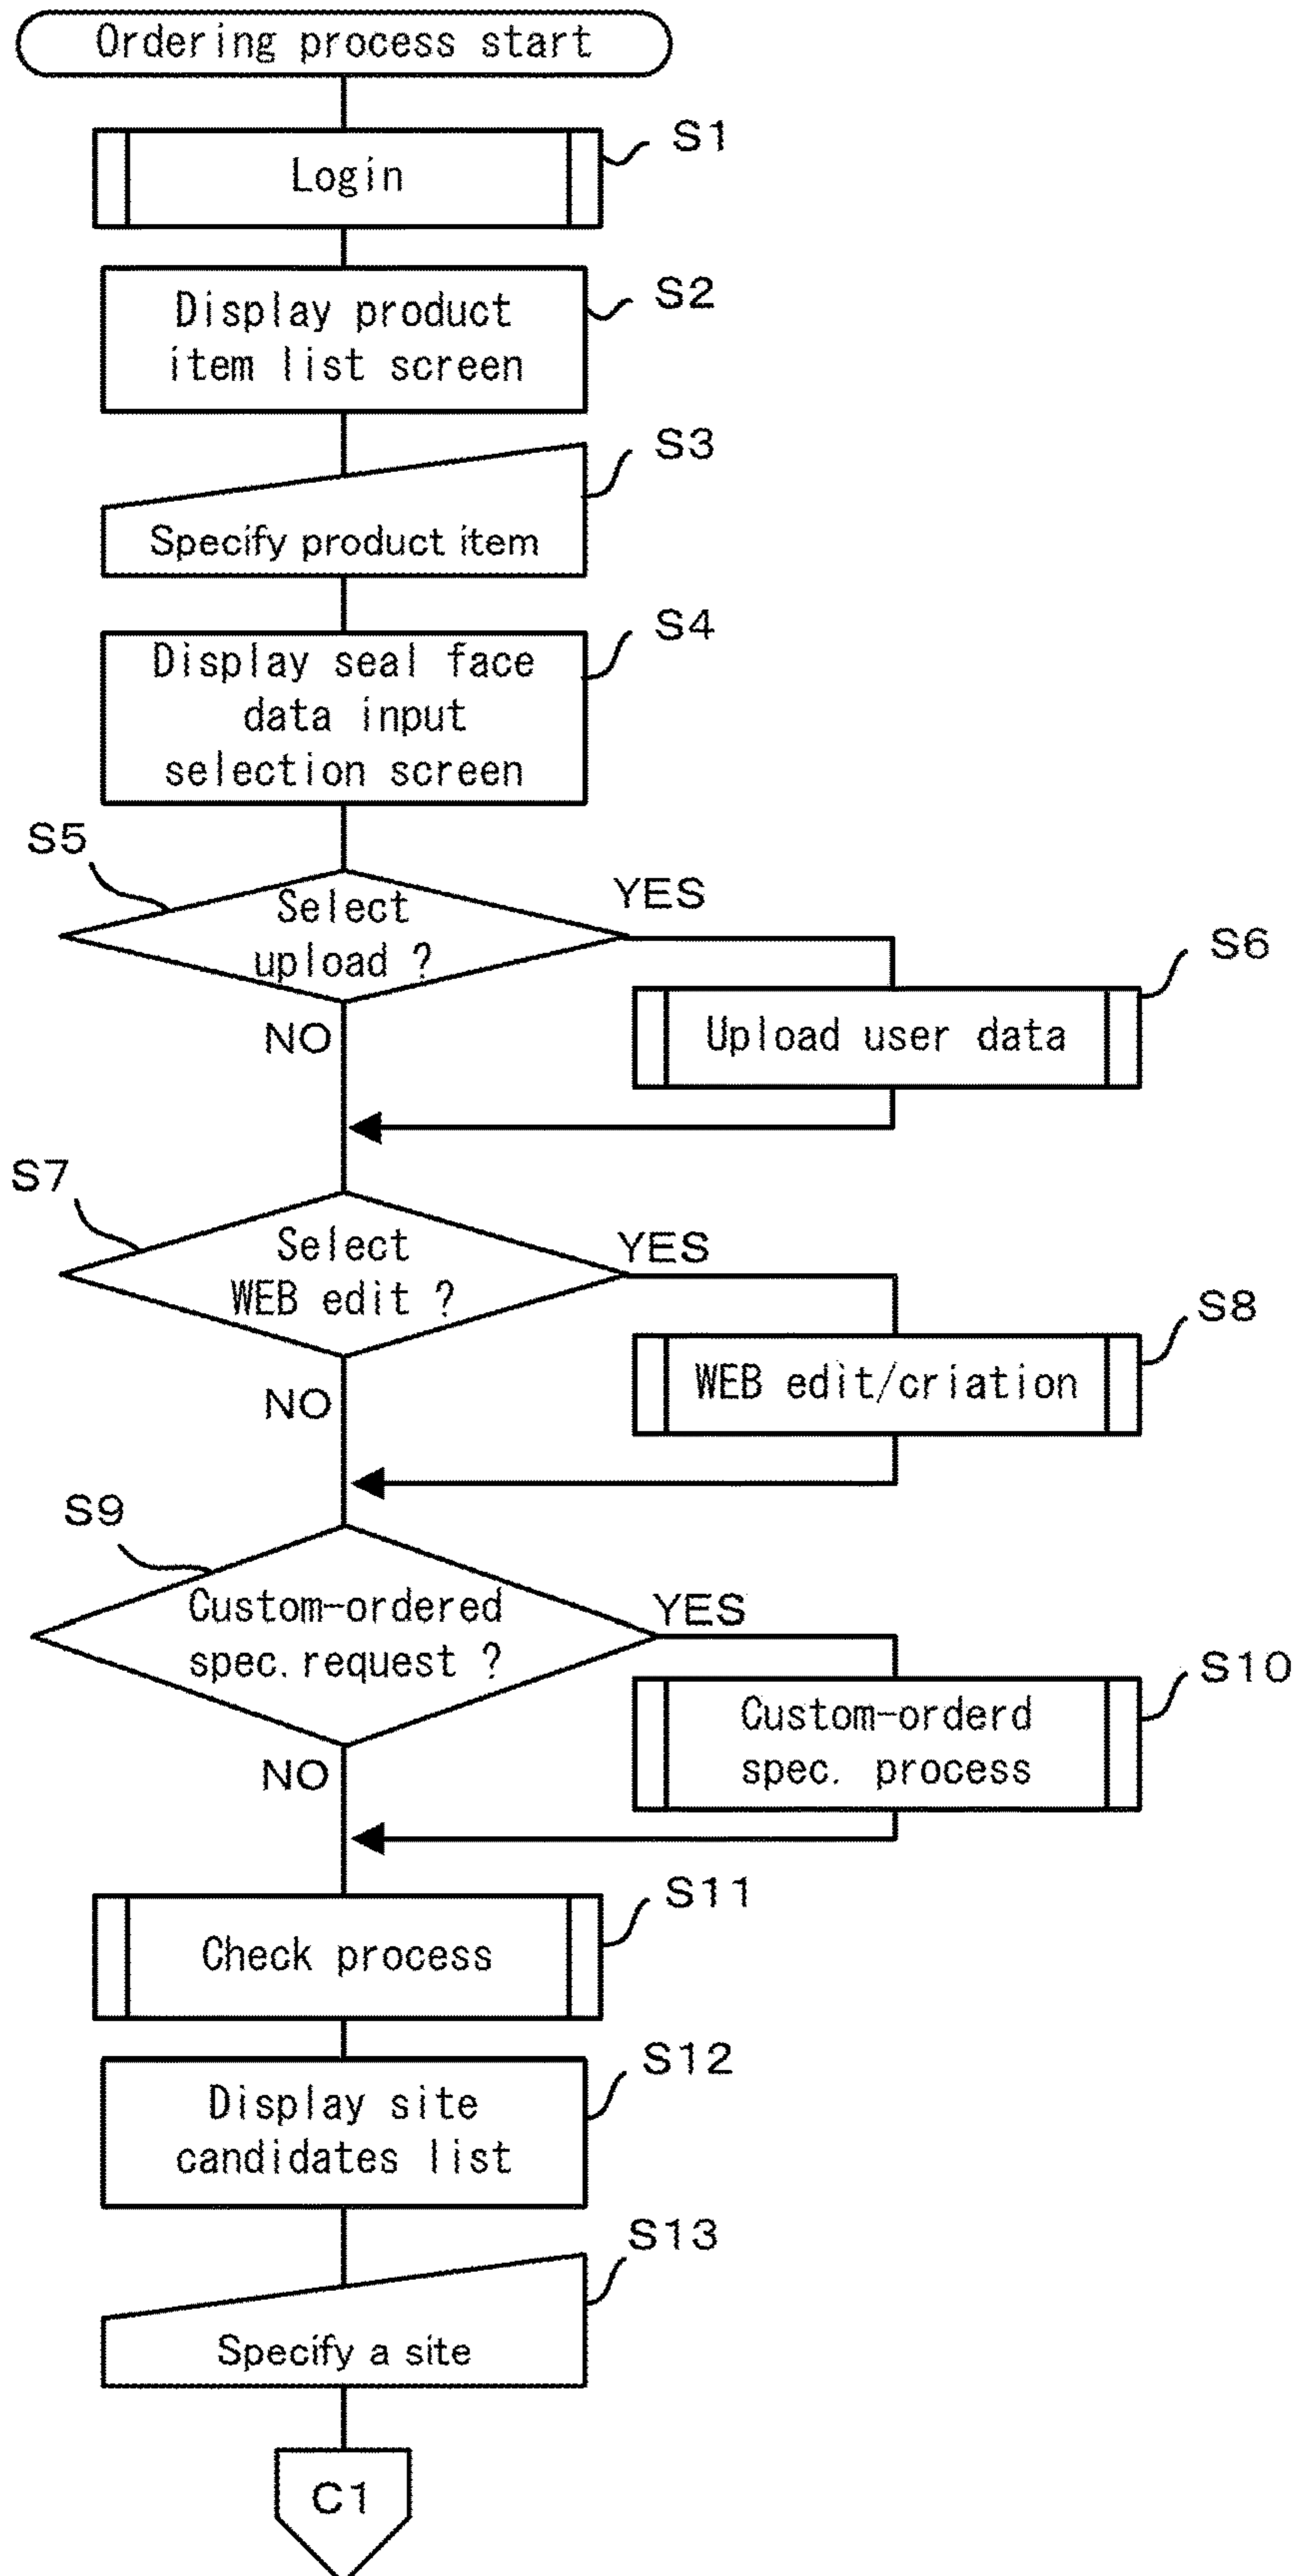 Ordering process start
S1
Login
S2
Display product
item list screen
S3
Specify product item
S4
Display seal face
data input
selection screen
S5
Select
upload ?
YES
NO
S6
Upload user data
S7
Select
WEB edit ?
YES
NO
S8
WEB edit/criation
S9
Custom-ordered
spec.request ?
YES
NO
S10
Custom-orderd
spec. process
S11
Check process
S12
Display site
candidates list
S13
Specify a site
C1